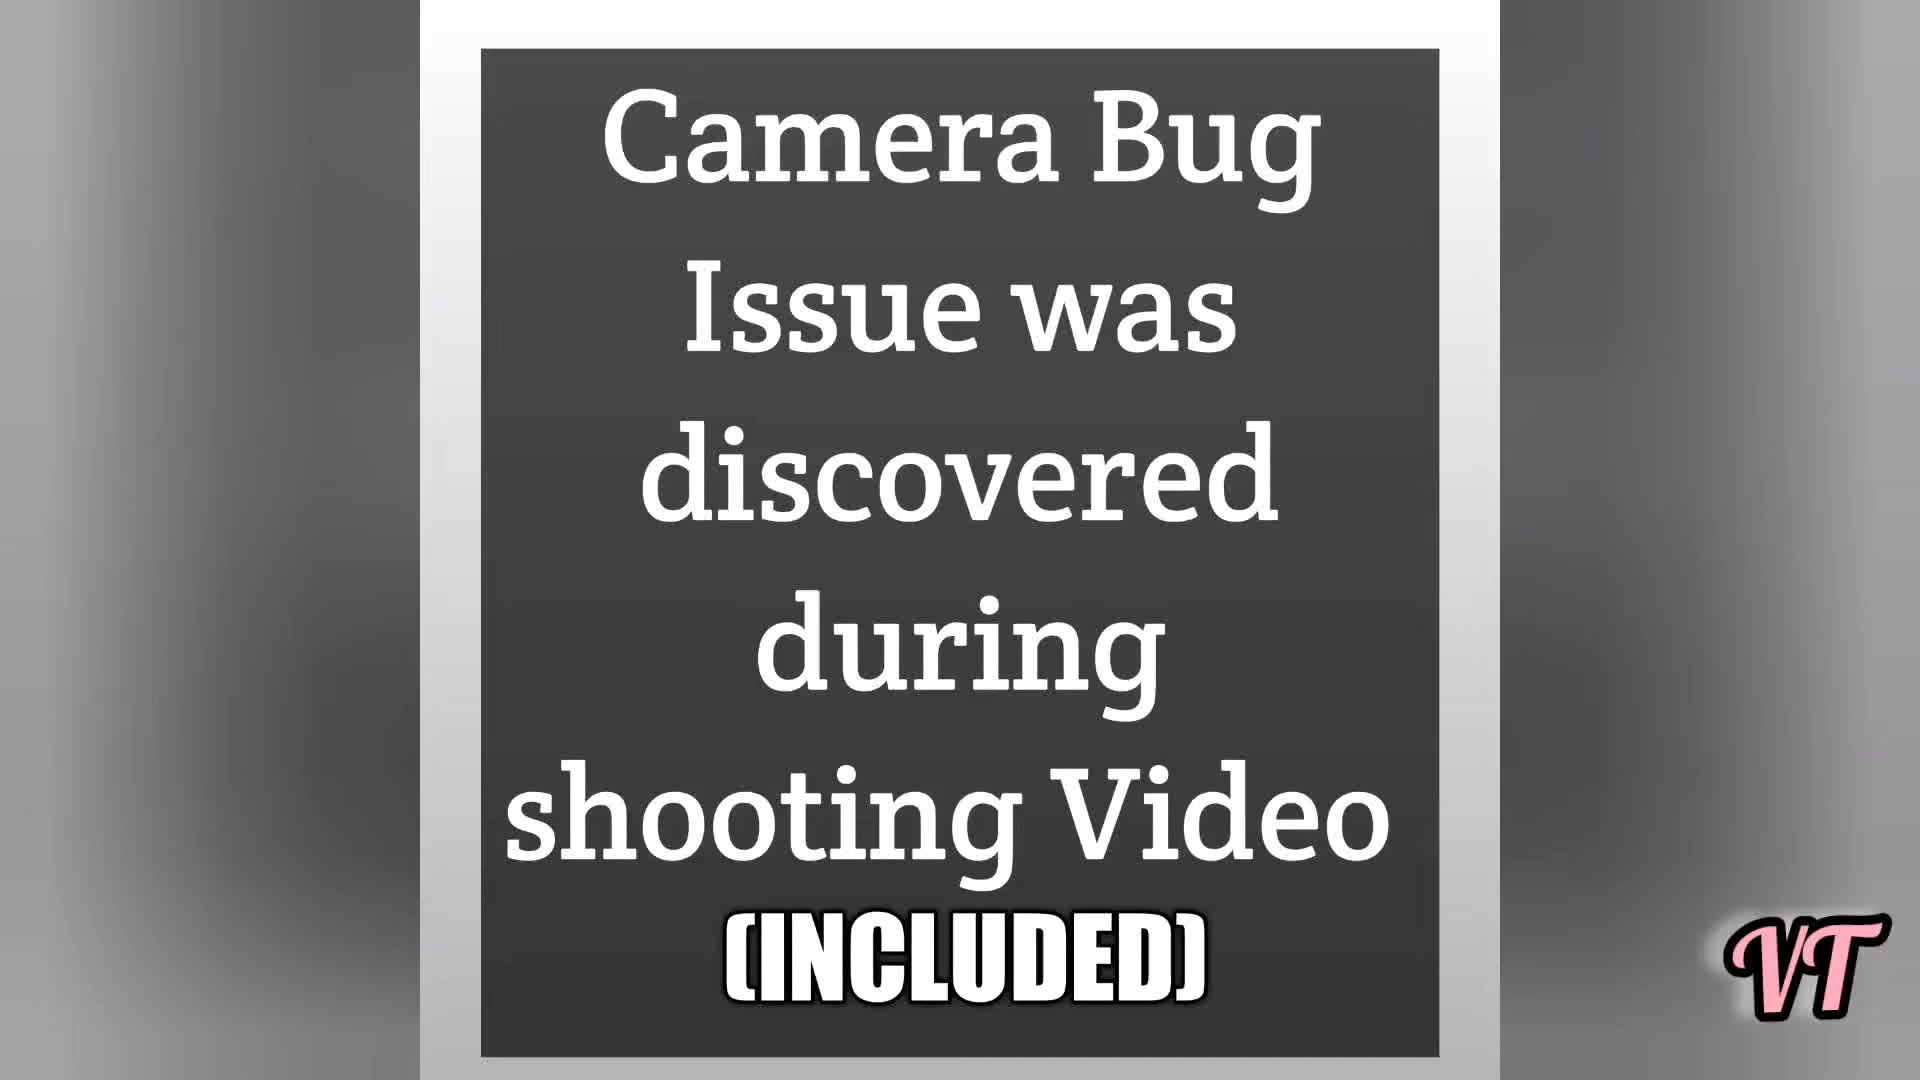 Camera Bug
Issue was
discovered
during
shooting Video
(INCLUDED)
VT